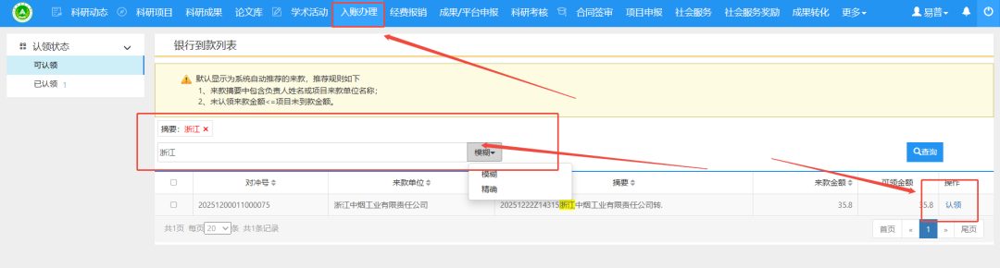 科研动态 科研项目 科研成果 论文库 学术活动 入账办理 经费报销 成果/平台申报 科研考核 合同签审 项目申报 社会服务 社会服务奖励 成果转化 更多 易普
认领状态
可认领
已认领 1
银行到款列表
默认显示为系统自动推荐的来款，推荐规则如下
1、来款摘要中包含负责人姓名或项目来款单位名称；
2、未认领来款金额<=项目未到款金额。
摘要：浙江 ×
浙江 模糊 查询
模糊
精确
对冲号 来款单位 摘要 来款金额 可领金额 操作
20251200011000075 浙江中烟工业有限责任公司 20251222Z14315浙江中烟工业有限责任公司转. 35.8 35.8 认领
共1页 每页 20 条 共1条记录 首页 « 1 » 尾页